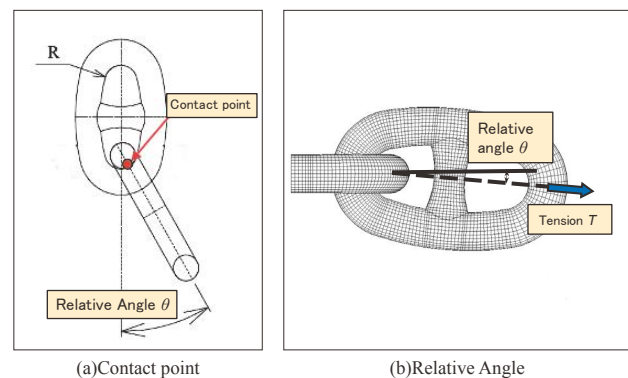 R
Contact point
Relative Angle θ
(a)Contact point
Relative
angle θ
Tension T
(b)Relative Angle